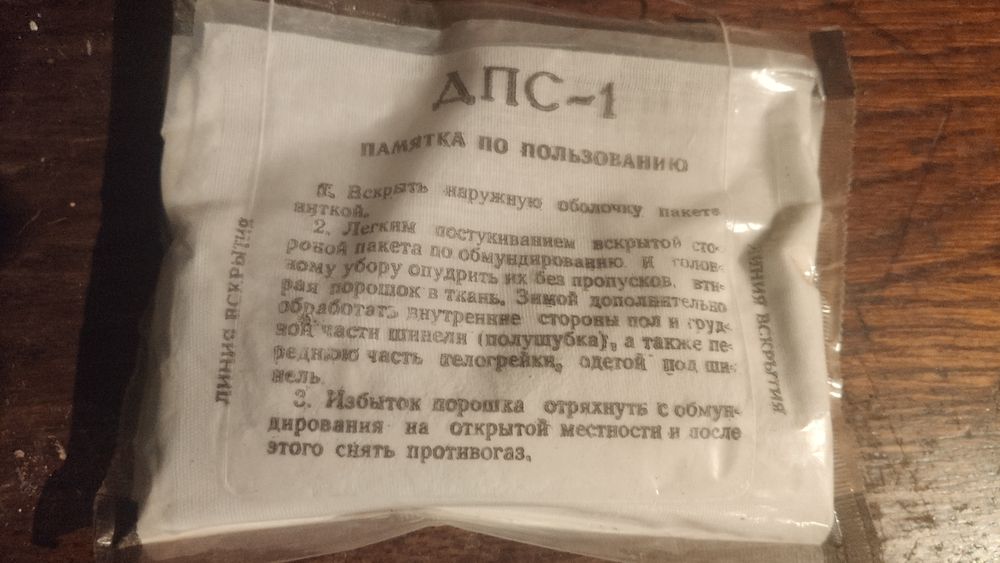 ДПС-1
ПАМЯТКА ПО ПОЛЬЗОВАНИЮ
1. Вскрыть наружную оболочку пакета
ниткой.
2. Легким постукиванием вскрытой сто-
роной пакета по обмундированию и голов-
ному убору опудрить их без пропусков, вти-
рая порошок в ткань. Зимой дополнительно
обработать внутренние стороны пол и груд-
ной части шинели (полушубка), а также пе-
реднюю часть телогрейки, одетой под ши-
нель.
3. Избыток порошка отряхнуть с обмун-
дирования на открытой местности и после
этого снять противогаз.
ЛИНИЯ ВСКРЫТИЯ
ЛИНИЯ ВСКРЫТИЯ